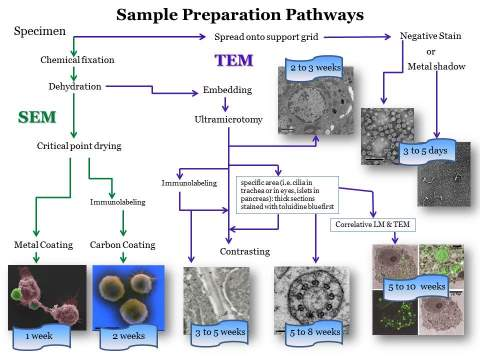 Sample Preparation Pathways
Specimen
Spread onto support grid
Negative Stain
or
Metal shadow
Chemical fixation
TEM
2 to 3 weeks
Dehydration
Embedding
SEM
Ultramicrotomy
Critical point drying
3 to 5 days
Immunolabeling
specific area (i.e. cilia in
trachea or in eyes, islets in
pancreas): thick sections
stained with toluidine bluefirst
Immunolabeling
Correlative LM & TEM
Metal Coating
Carbon Coating
Contrasting
5 to 10 weeks
1 week
2 weeks
3 to 5 weeks
5 to 8 weeks